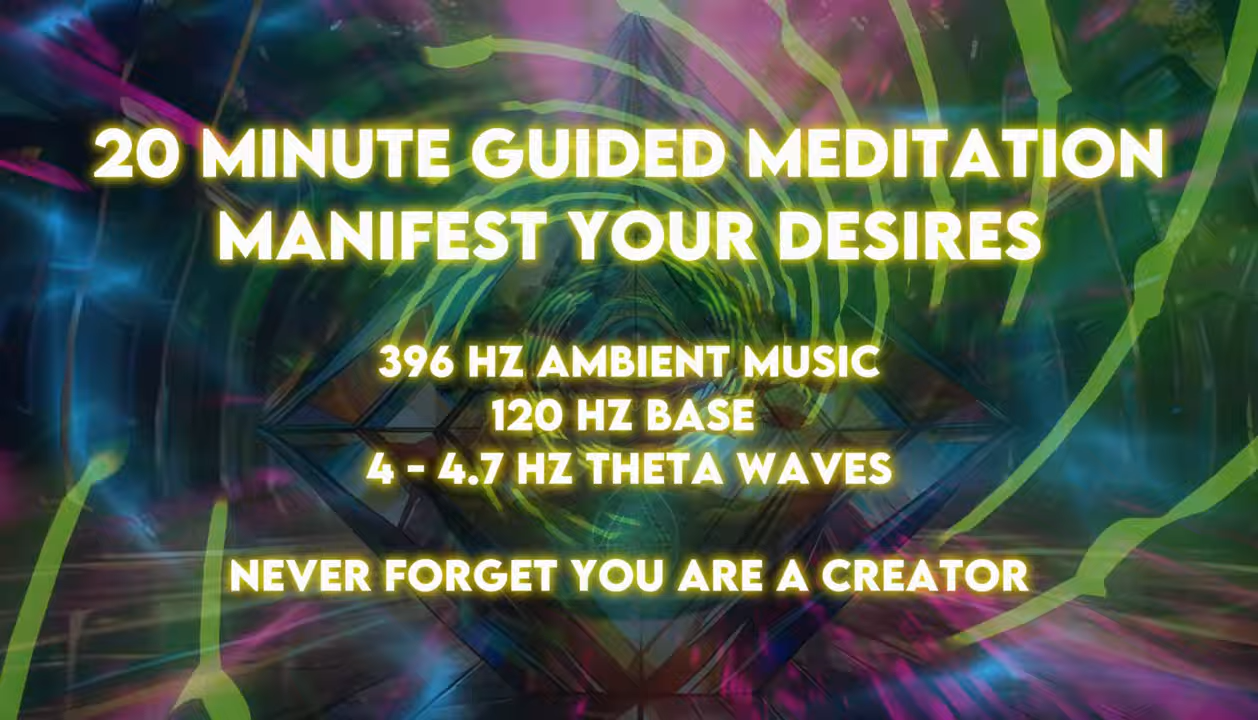 20 MINUTE GUIDED MEDITATION
MANIFEST YOUR DESIRES
396 HZ AMBIENT MUSIC
120 HZ BASE
4 - 4.7 HZ THETA WAVES
NEVER FORGET YOU ARE A CREATOR